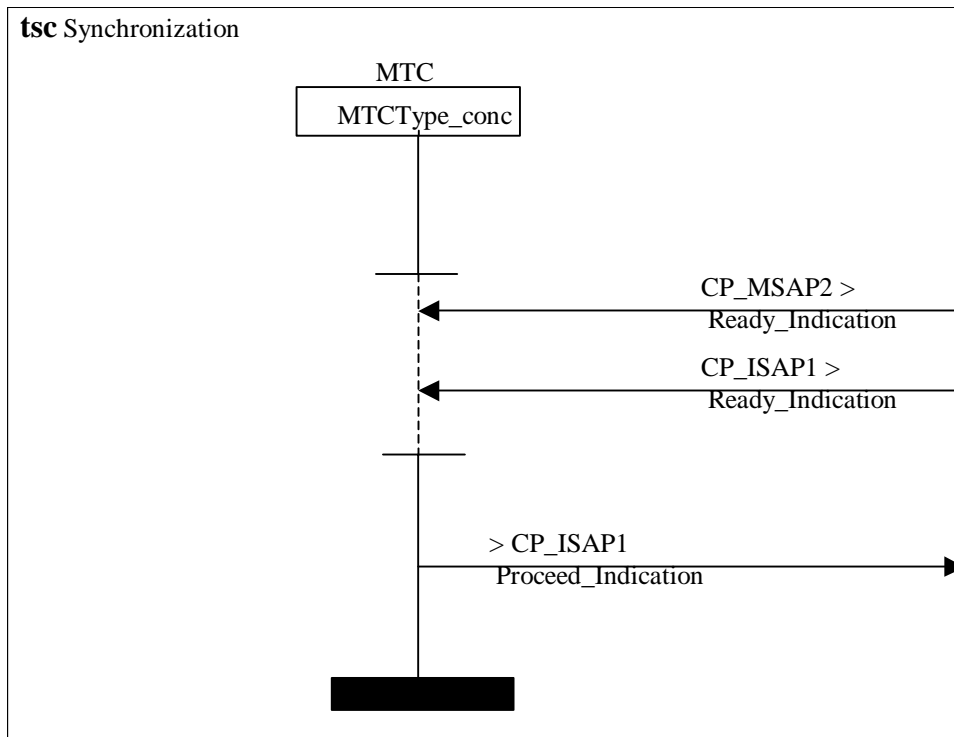 tsc Synchronization
MTC
MTCType_conc
CP_MSAP2 >
Ready_Indication
CP_ISAP1 >
Ready_Indication
> CP_ISAP1
Proceed_Indication